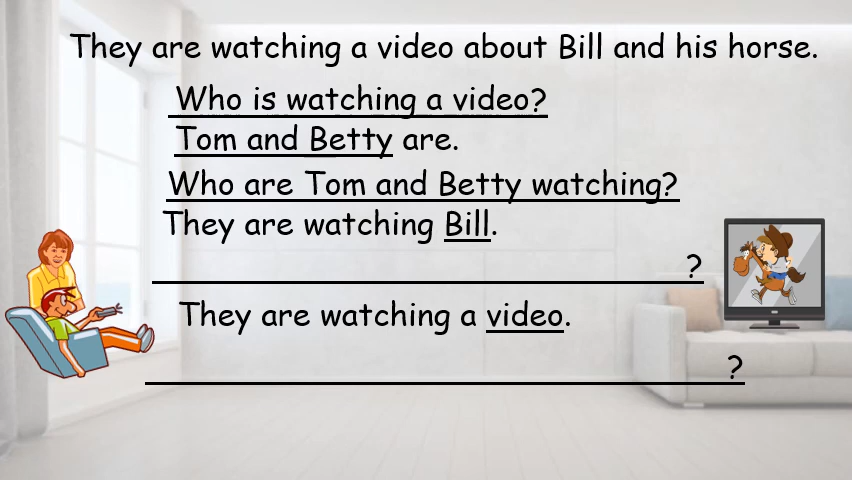 They are watching a video about Bill and his horse.
Who is watching a video?
Tom and Betty are.
Who are Tom and Betty watching?
They are watching Bill.
?
They are watching a video.
?